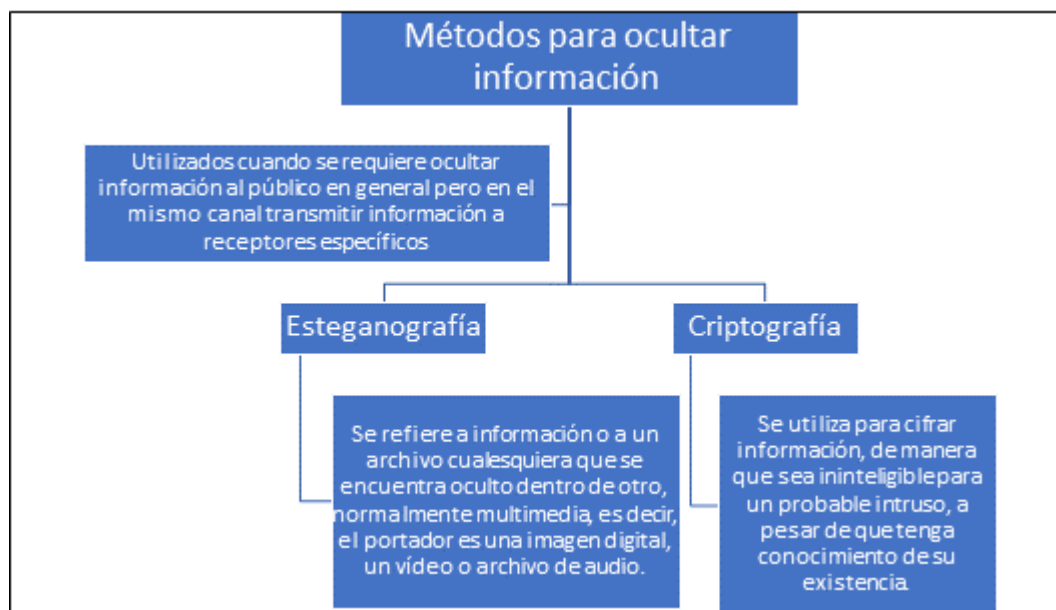 Métodos para ocultar
información
Utilizados cuando se requiere ocultar
información al público en general pero en el
mismo canal transmitir información a
receptores específicos
Esteganografía
Criptografía
Se refiere a información o a un
archivo cualesquiera que se
encuentra oculto dentro de otro,
normalmente multimedia, es decir,
el portador es una imagen digital,
un vídeo o archivo de audio.
Se utiliza para cifrar
información, de manera
que sea ininteligible para
un probable intruso, a
pesar de que tenga
conocimiento de su
existencia.